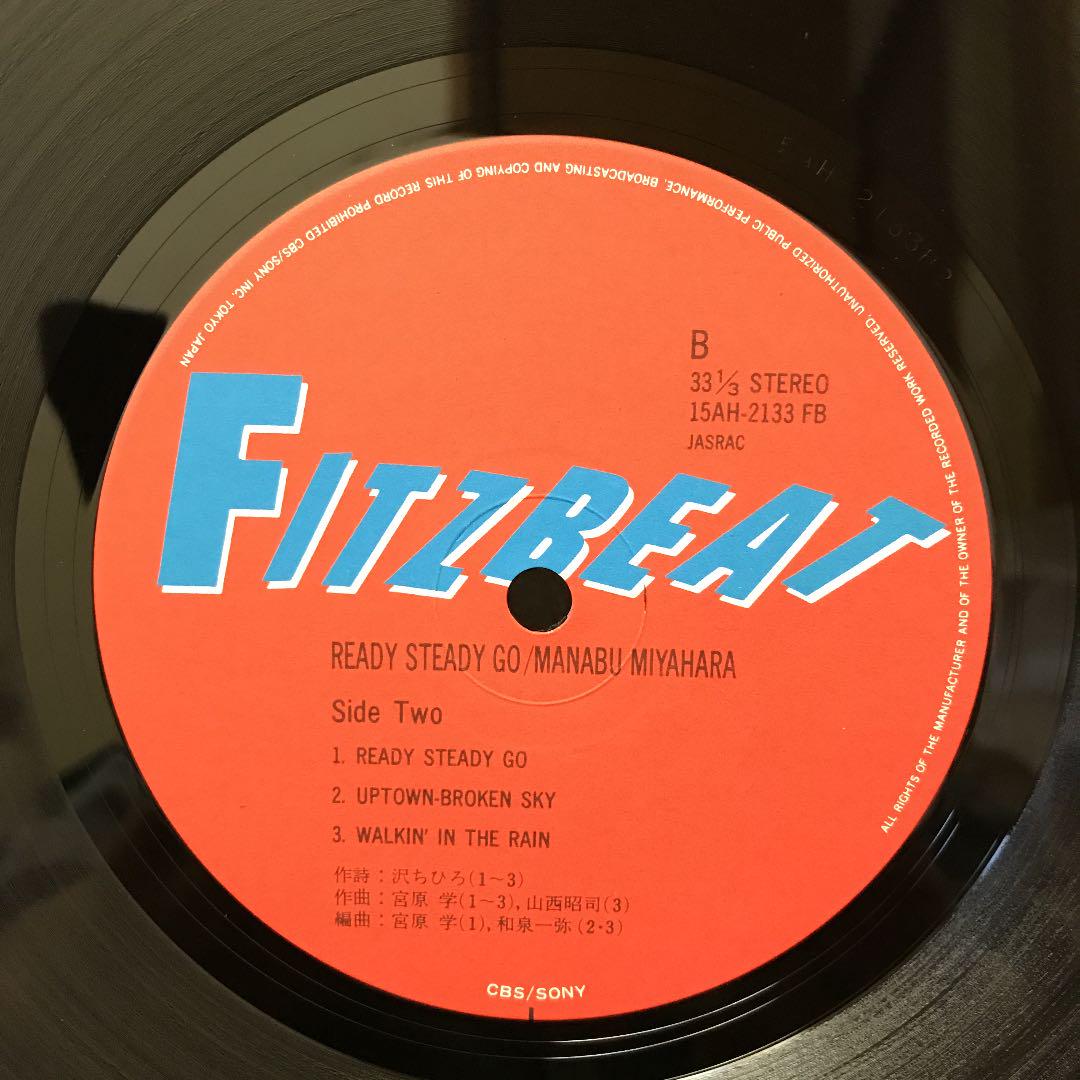 ALL RIGHTS OF THE MANUFACTURER AND OF THE OWNER OF THE RECORDED WORK RESERVED. UNAUTHORIZED PUBLIC PERFORMANCE, BROADCASTING AND COPYING OF THIS RECORD PROHIBITED CBS/SONY INC. TOKYO JAPAN
B
33⅓ STEREO
15AH-2133 FB
JASRAC
FITZBEAT
READY STEADY GO/MANABU MIYAHARA
Side Two
1. READY STEADY GO
2. UPTOWN-BROKEN SKY
3. WALKIN' IN THE RAIN
作詩：沢ちひろ(1〜3)
作曲：宮原 学(1〜3), 山西昭司(3)
編曲：宮原 学(1), 和泉一弥(2・3)
CBS/SONY